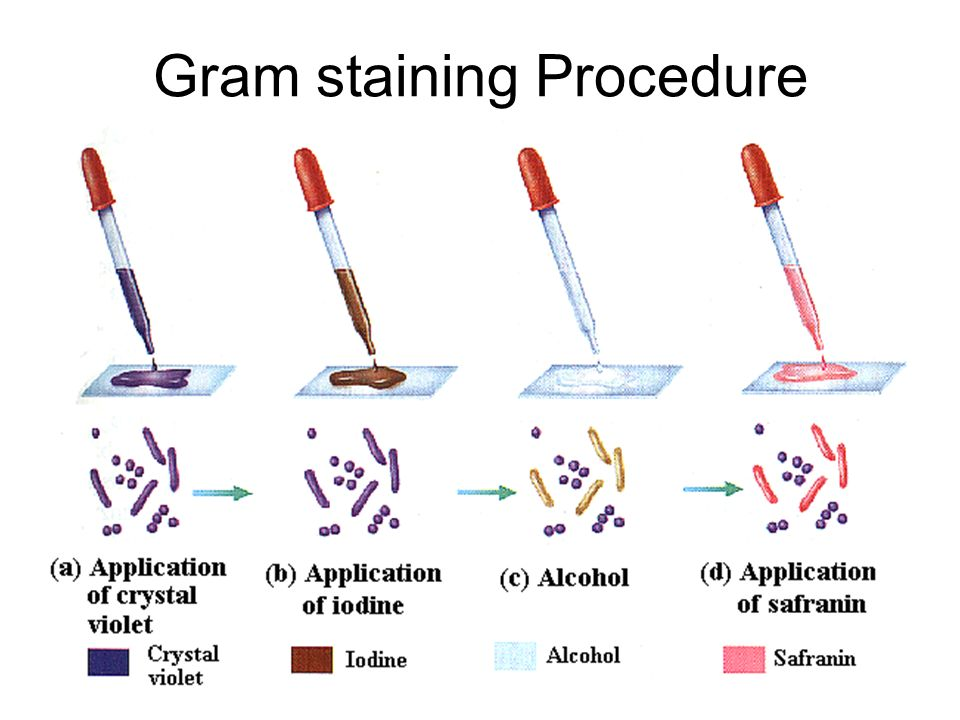 Gram staining Procedure
(a) Application
of crystal
violet
(b) Application
of iodine
(c) Alcohol
(d) Application
of safranin
Crystal
violet
Iodine
Alcohol
Safranin